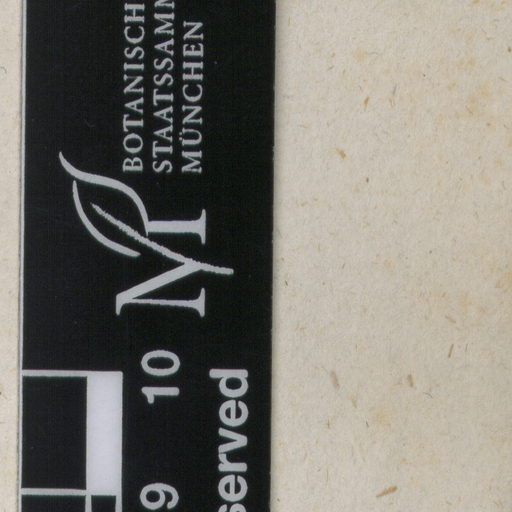 BOTANISCH
STAATSSAMM
MÜNCHEN
9 10
served